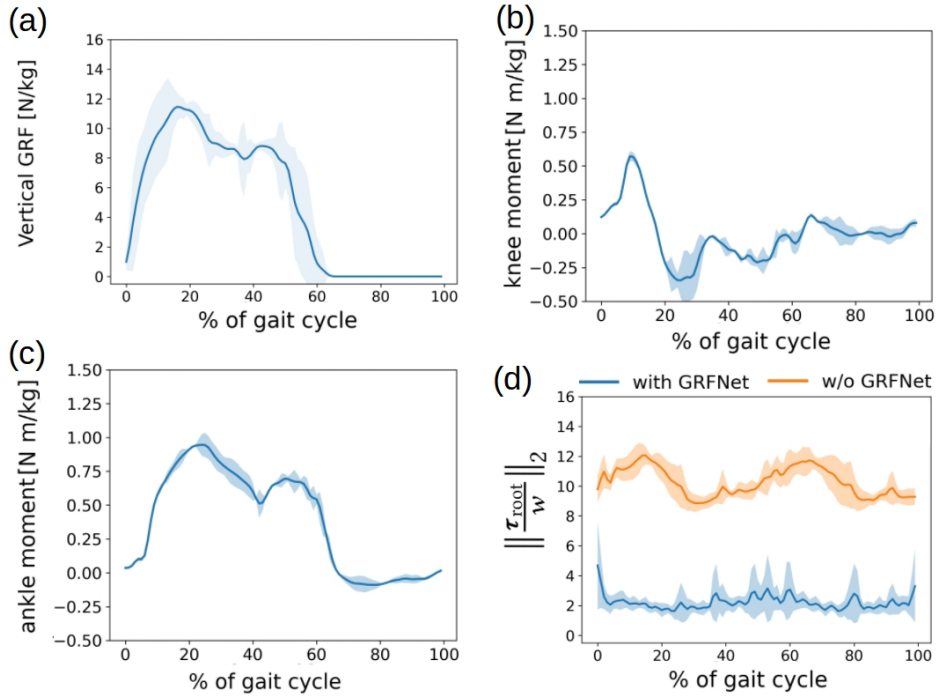 (a)
Vertical GRF [N/kg]
16
14
12
10
8
6
4
2
0
0 20 40 60 80 100
% of gait cycle
(b)
knee moment [N m/kg]
1.50
1.25
1.00
0.75
0.50
0.25
0.00
−0.25
−0.50
0 20 40 60 80 100
% of gait cycle
(c)
ankle moment [N m/kg]
1.50
1.25
1.00
0.75
0.50
0.25
0.00
−0.25
−0.50
0 20 40 60 80 100
% of gait cycle
(d)
with GRFNet w/o GRFNet
||τroot/w||2
16
14
12
10
8
6
4
2
0
0 20 40 60 80 100
% of gait cycle